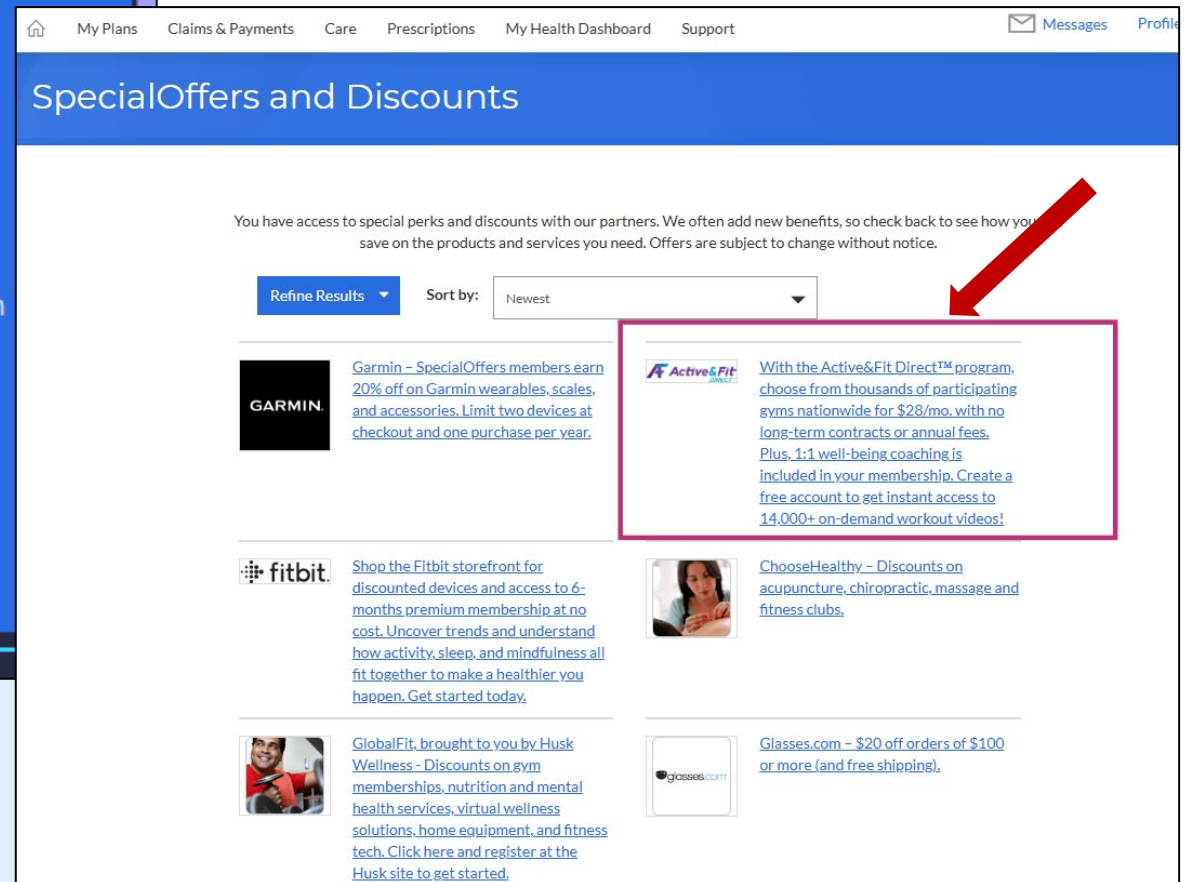 My Plans Claims & Payments Care Prescriptions My Health Dashboard Support Messages Profile
SpecialOffers and Discounts
You have access to special perks and discounts with our partners. We often add new benefits, so check back to see how you
save on the products and services you need. Offers are subject to change without notice.
Refine Results Sort by: Newest
GARMIN.
Garmin – SpecialOffers members earn
20% off on Garmin wearables, scales,
and accessories. Limit two devices at
checkout and one purchase per year.
Active&Fit
DIRECT
With the Active&Fit Direct™ program,
choose from thousands of participating
gyms nationwide for $28/mo. with no
long-term contracts or annual fees.
Plus, 1:1 well-being coaching is
included in your membership. Create a
free account to get instant access to
14,000+ on-demand workout videos!
fitbit.
Shop the Fitbit storefront for
discounted devices and access to 6-
months premium membership at no
cost. Uncover trends and understand
how activity, sleep, and mindfulness all
fit together to make a healthier you
happen. Get started today.
ChooseHealthy – Discounts on
acupuncture, chiropractic, massage and
fitness clubs.
GlobalFit, brought to you by Husk
Wellness - Discounts on gym
memberships, nutrition and mental
health services, virtual wellness
solutions, home equipment, and fitness
tech. Click here and register at the
Husk site to get started.
glasses.com
Glasses.com – $20 off orders of $100
or more (and free shipping).